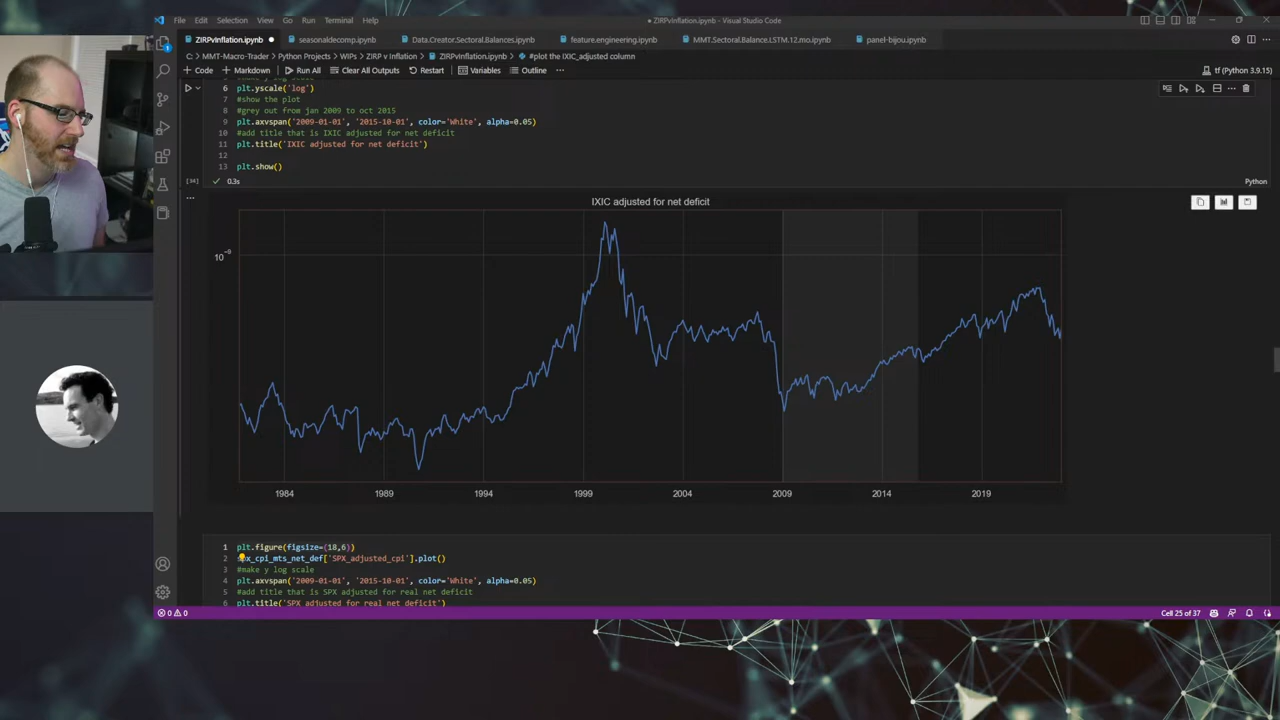 File Edit Selection View Go Run Terminal Help
● ZIRPvInflation.ipynb - Visual Studio Code
ZIRPvInflation.ipynb ●
seasonaldecomp.ipynb
Data.Creator.Sectoral.Balances.ipynb
feature.engineering.ipynb
MMT.Sectoral.Balance.LSTM.12.mo.ipynb
panel-bijou.ipynb
C: > MMT-Macro-Trader > Python Projects > WIPs > ZIRP v Inflation > ZIRPvInflation.ipynb > #plot the IXIC_adjusted column
+ Code + Markdown Run All Clear All Outputs Restart Variables Outline ...
tf (Python 3.9.15)
6 plt.yscale('log')
7 #show the plot
8 #grey out from jan 2009 to oct 2015
9 plt.axvspan('2009-01-01', '2015-10-01', color='White', alpha=0.05)
10 #add title that is IXIC adjusted for net deficit
11 plt.title('IXIC adjusted for net deficit')
12
13 plt.show()
[34] ✓ 0.3s
Python
IXIC adjusted for net deficit
10⁻⁹
1984 1989 1994 1999 2004 2009 2014 2019
1 plt.figure(figsize=(18,6))
2 spx_cpi_mts_net_def['SPX_adjusted_cpi'].plot()
3 #make y log scale
4 plt.axvspan('2009-01-01', '2015-10-01', color='White', alpha=0.05)
5 #add title that is SPX adjusted for real net deficit
6 plt.title('SPX adjusted for real net deficit')
0 0
Cell 25 of 37